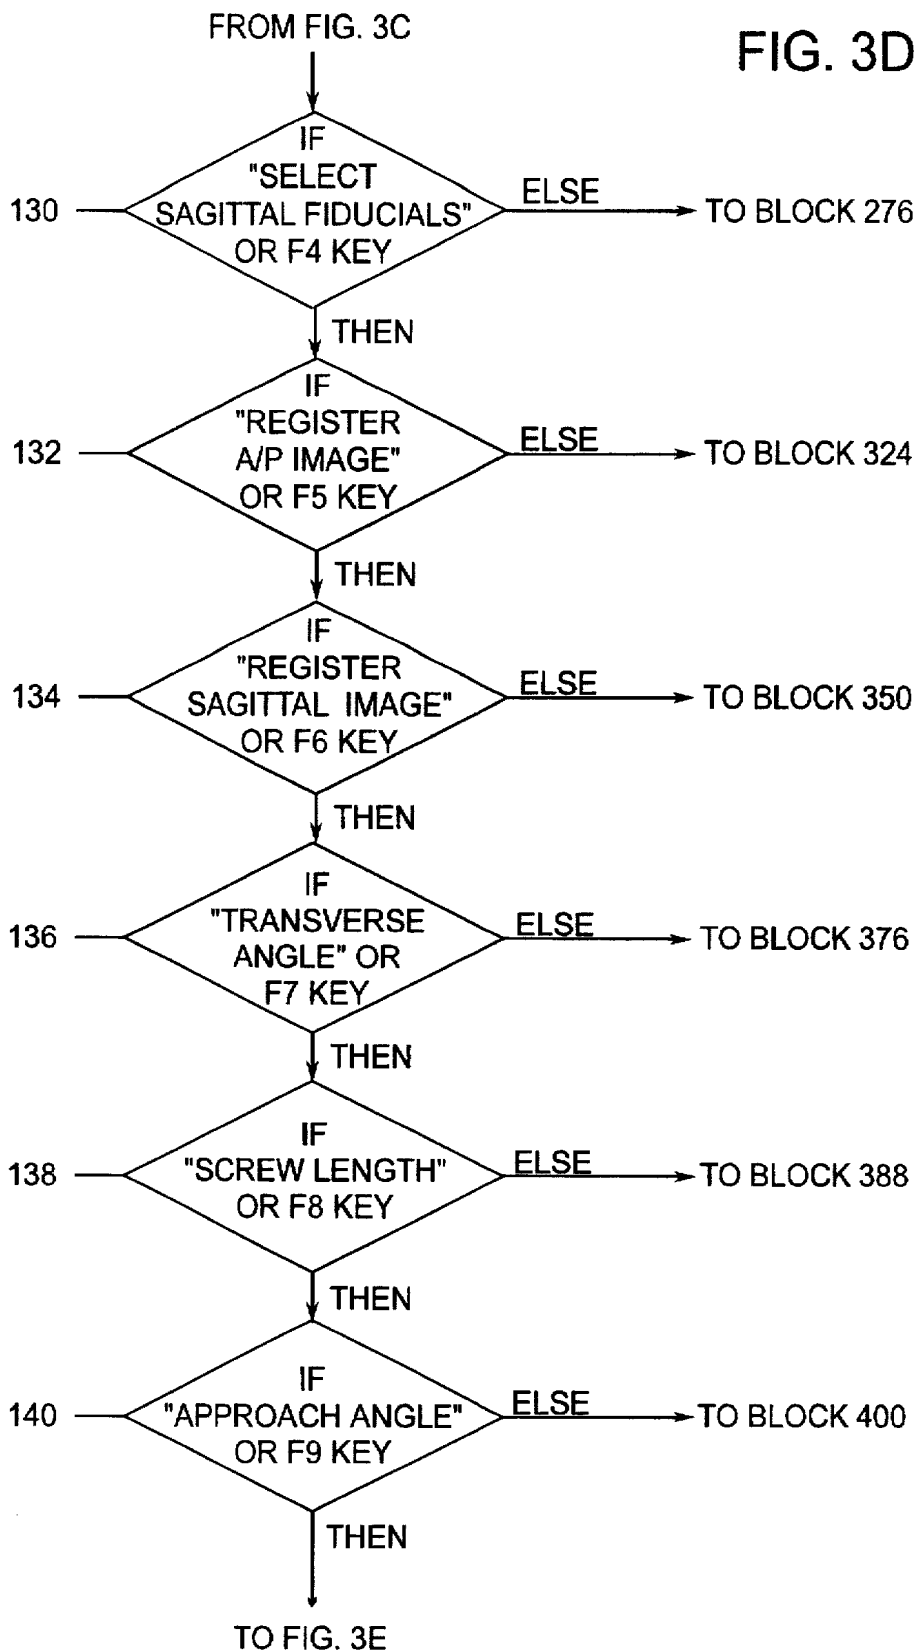 FROM FIG. 3C
FIG. 3D
IF
"SELECT
SAGITTAL FIDUCIALS"
OR F4 KEY
130
ELSE
TO BLOCK 276
THEN
IF
"REGISTER
A/P IMAGE"
OR F5 KEY
132
ELSE
TO BLOCK 324
THEN
IF
"REGISTER
SAGITTAL IMAGE"
OR F6 KEY
134
ELSE
TO BLOCK 350
THEN
IF
"TRANSVERSE
ANGLE" OR
F7 KEY
136
ELSE
TO BLOCK 376
THEN
IF
"SCREW LENGTH"
OR F8 KEY
138
ELSE
TO BLOCK 388
THEN
IF
"APPROACH ANGLE"
OR F9 KEY
140
ELSE
TO BLOCK 400
THEN
TO FIG. 3E